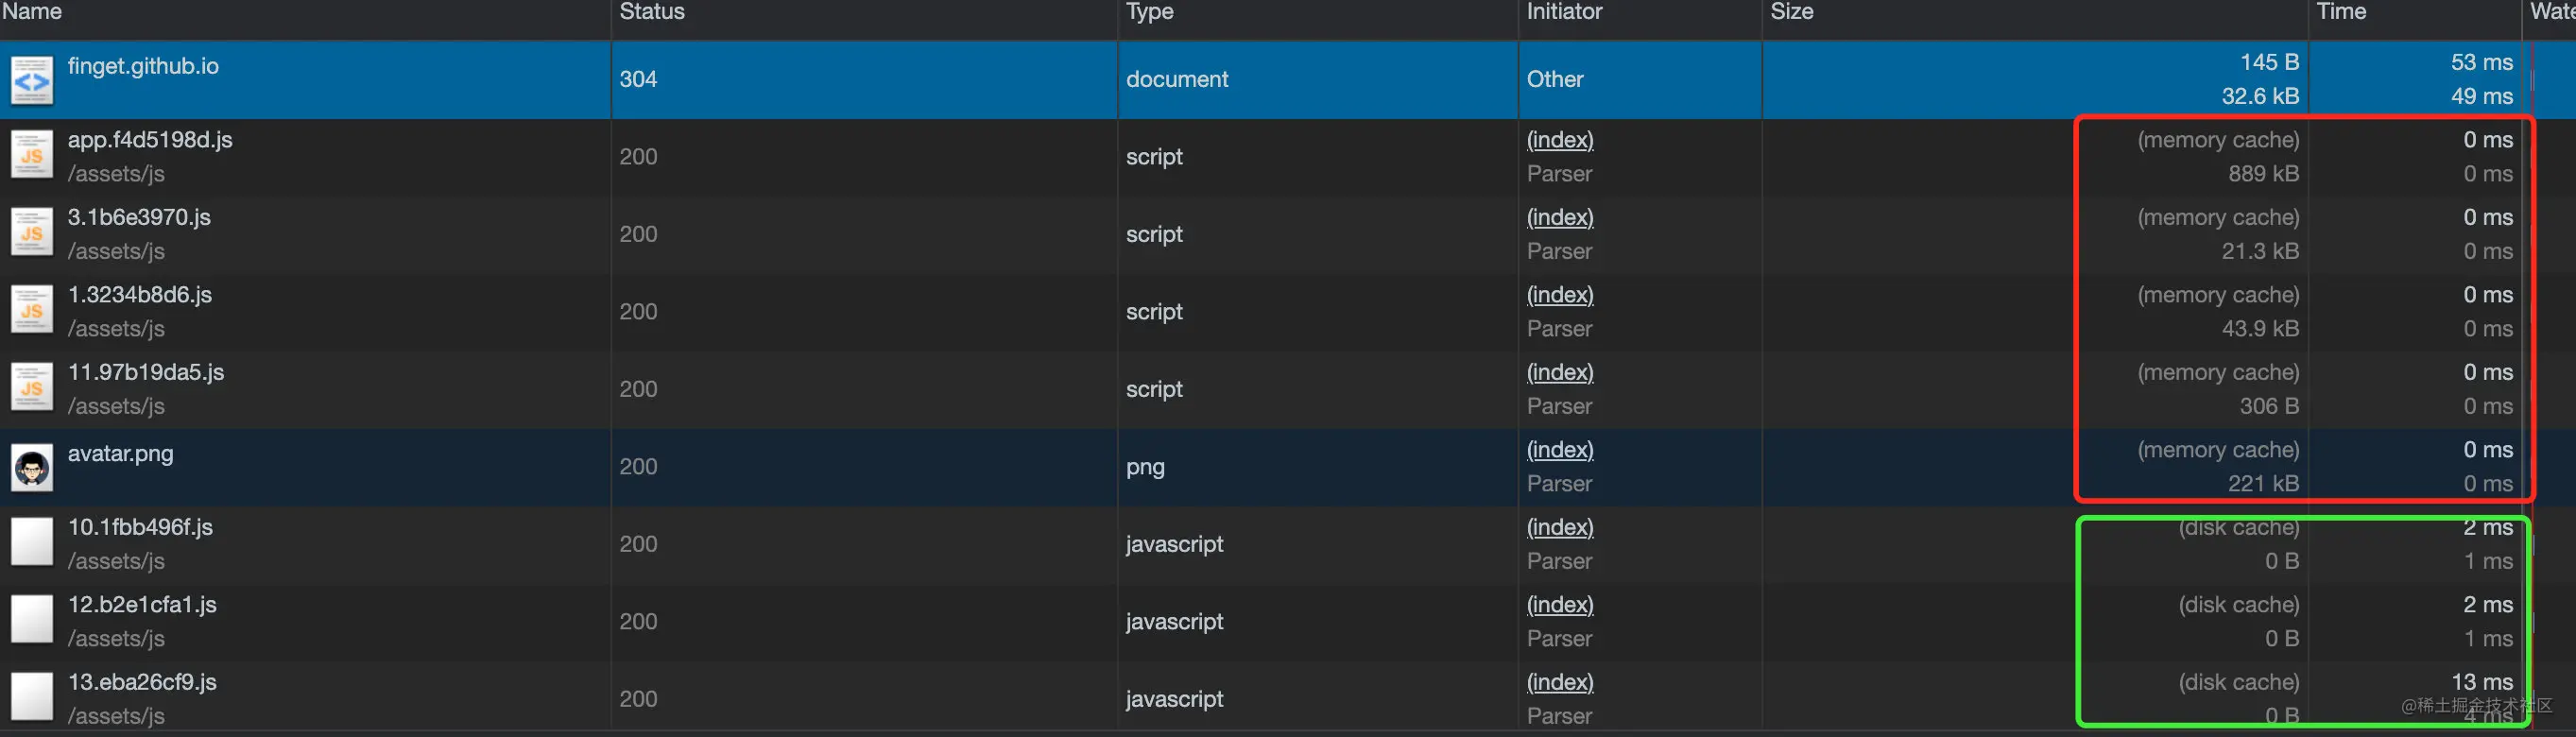 Name Status Type Initiator Size Time Wate
finget.github.io 304 document Other 145 B 53 ms
32.6 kB 49 ms
app.f4d5198d.js 200 script (index) (memory cache) 0 ms
/assets/js Parser 889 kB 0 ms
3.1b6e3970.js 200 script (index) (memory cache) 0 ms
/assets/js Parser 21.3 kB 0 ms
1.3234b8d6.js 200 script (index) (memory cache) 0 ms
/assets/js Parser 43.9 kB 0 ms
11.97b19da5.js 200 script (index) (memory cache) 0 ms
/assets/js Parser 306 B 0 ms
avatar.png 200 png (index) (memory cache) 0 ms
Parser 221 kB 0 ms
10.1fbb496f.js 200 javascript (index) (disk cache) 2 ms
/assets/js Parser 0 B 1 ms
12.b2e1cfa1.js 200 javascript (index) (disk cache) 2 ms
/assets/js Parser 0 B 1 ms
13.eba26cf9.js 200 javascript (index) (disk cache) 13 ms
/assets/js Parser 0 B 4 ms
@稀土掘金技术社区